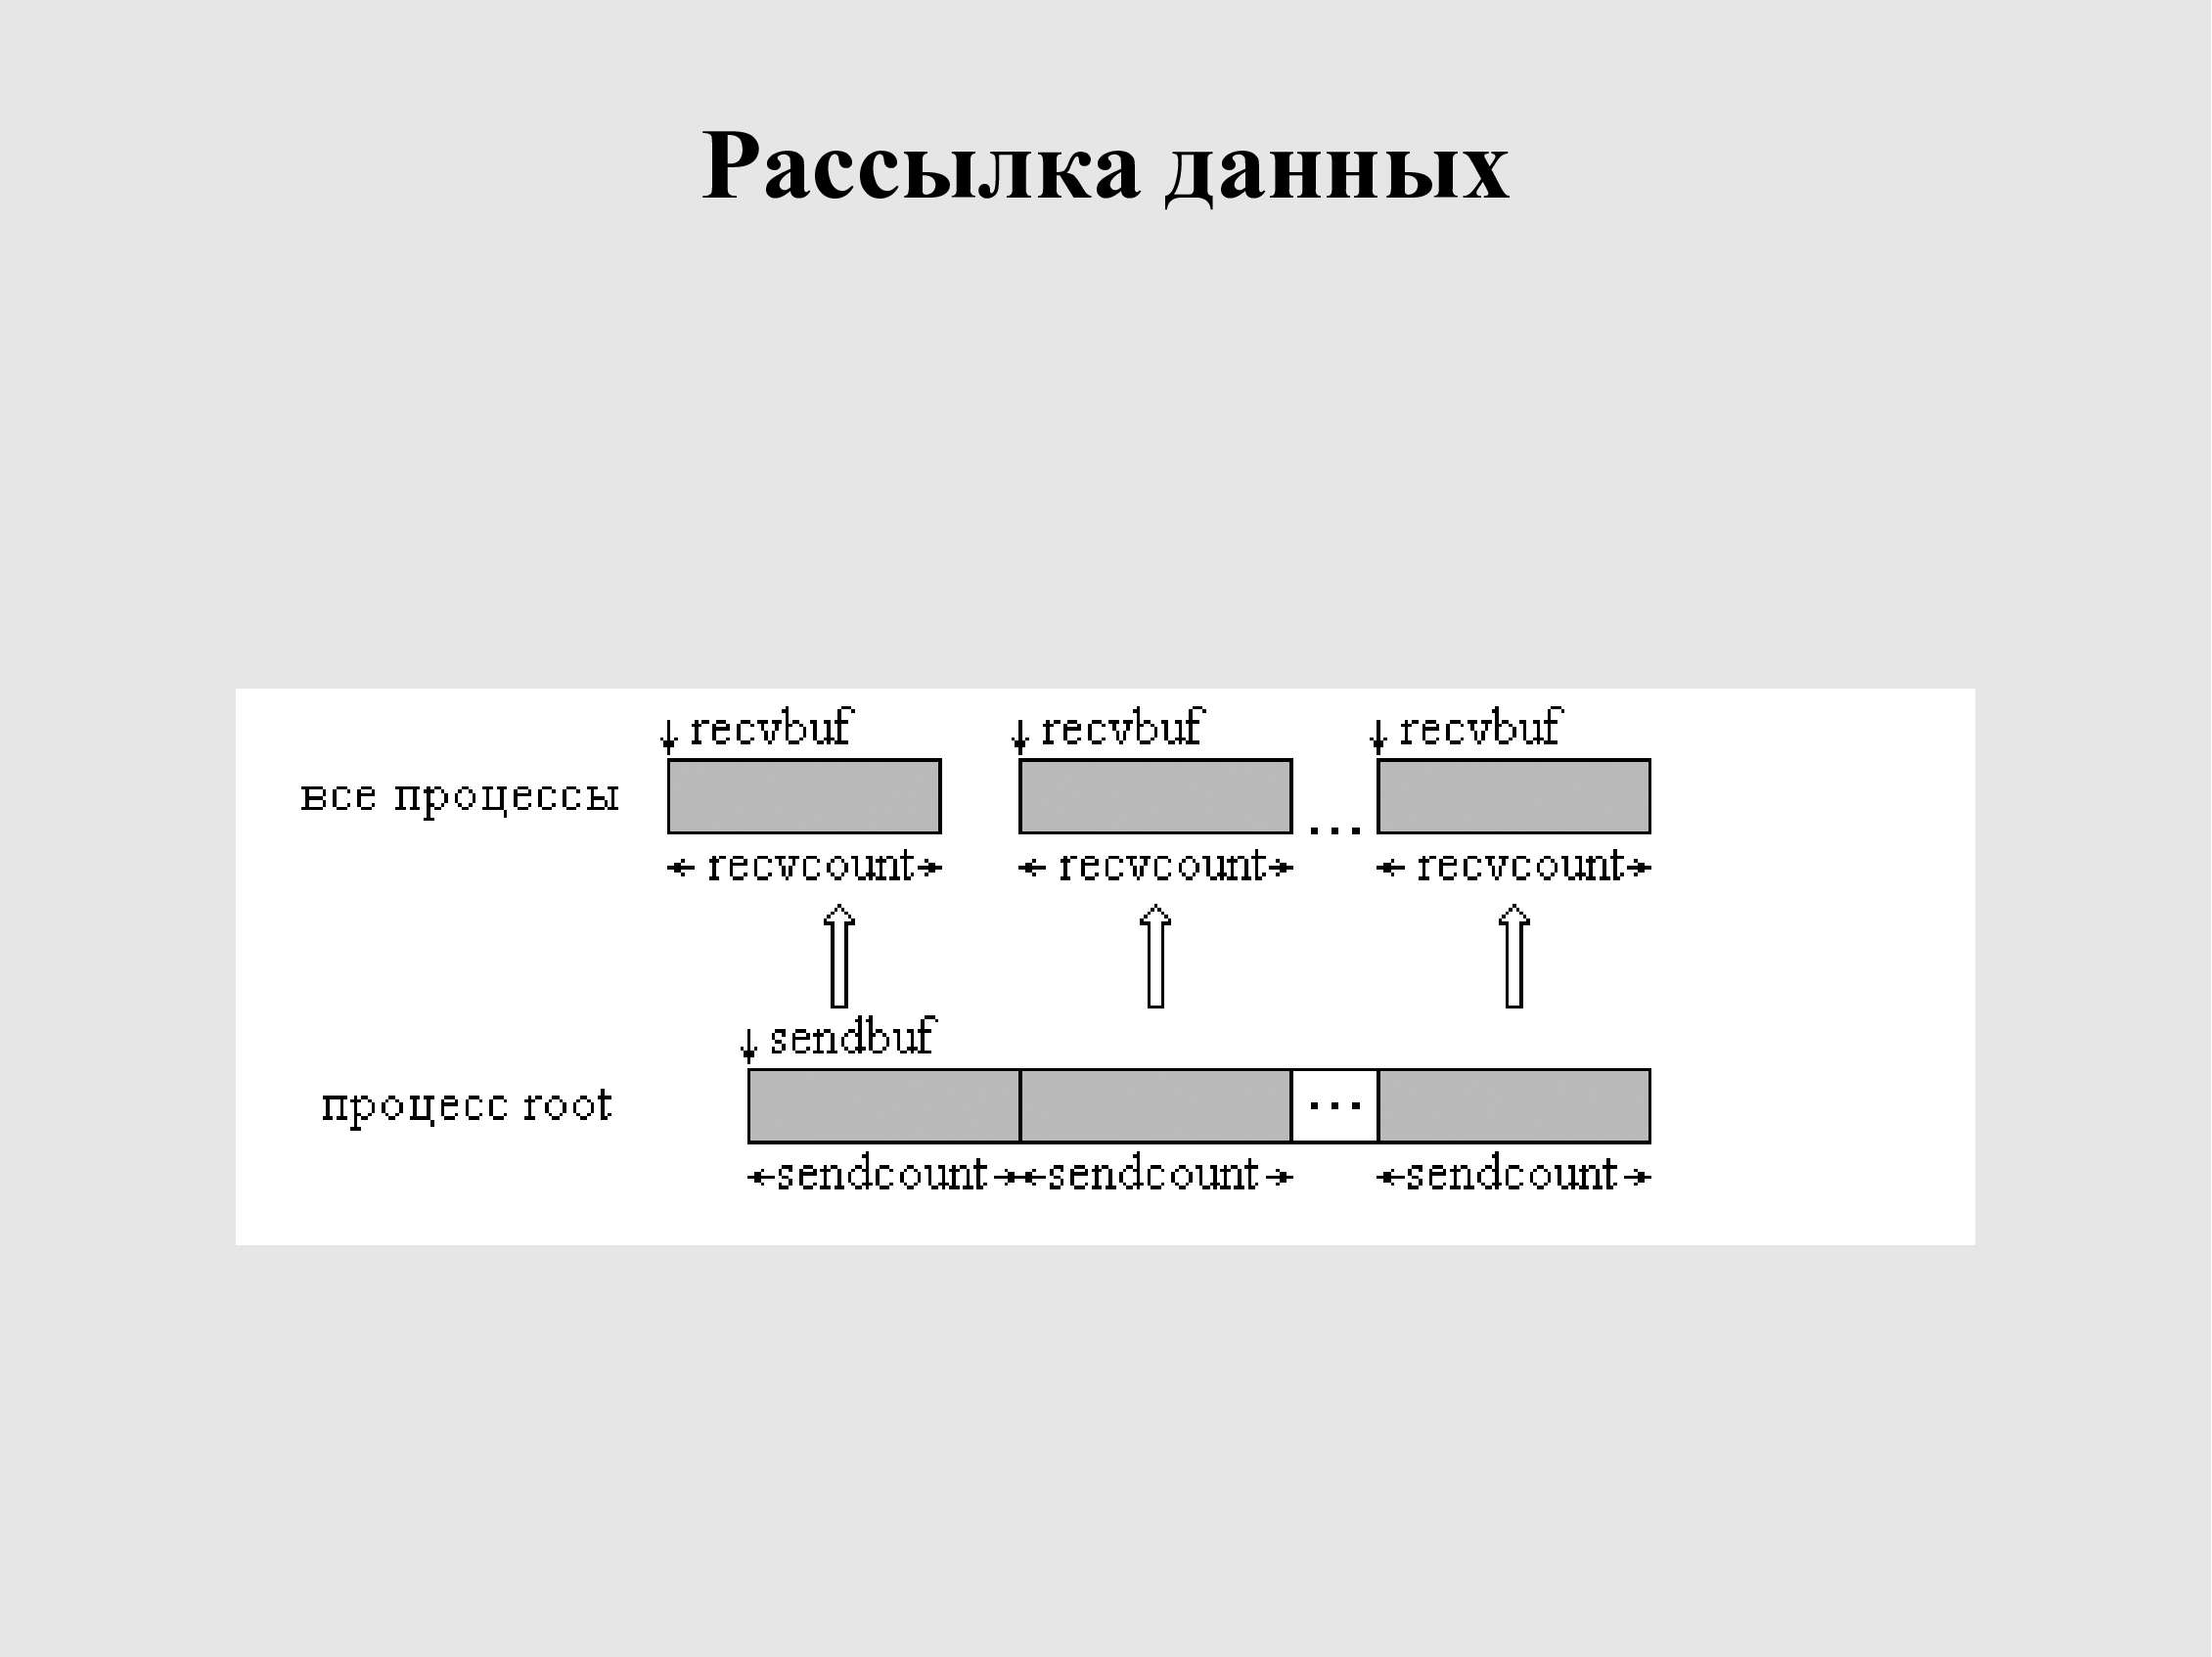 Рассылка данных
recvbuf recvbuf recvbuf
все процессы ...
recvcount recvcount recvcount
sendbuf
процесс root ...
sendcount sendcount sendcount